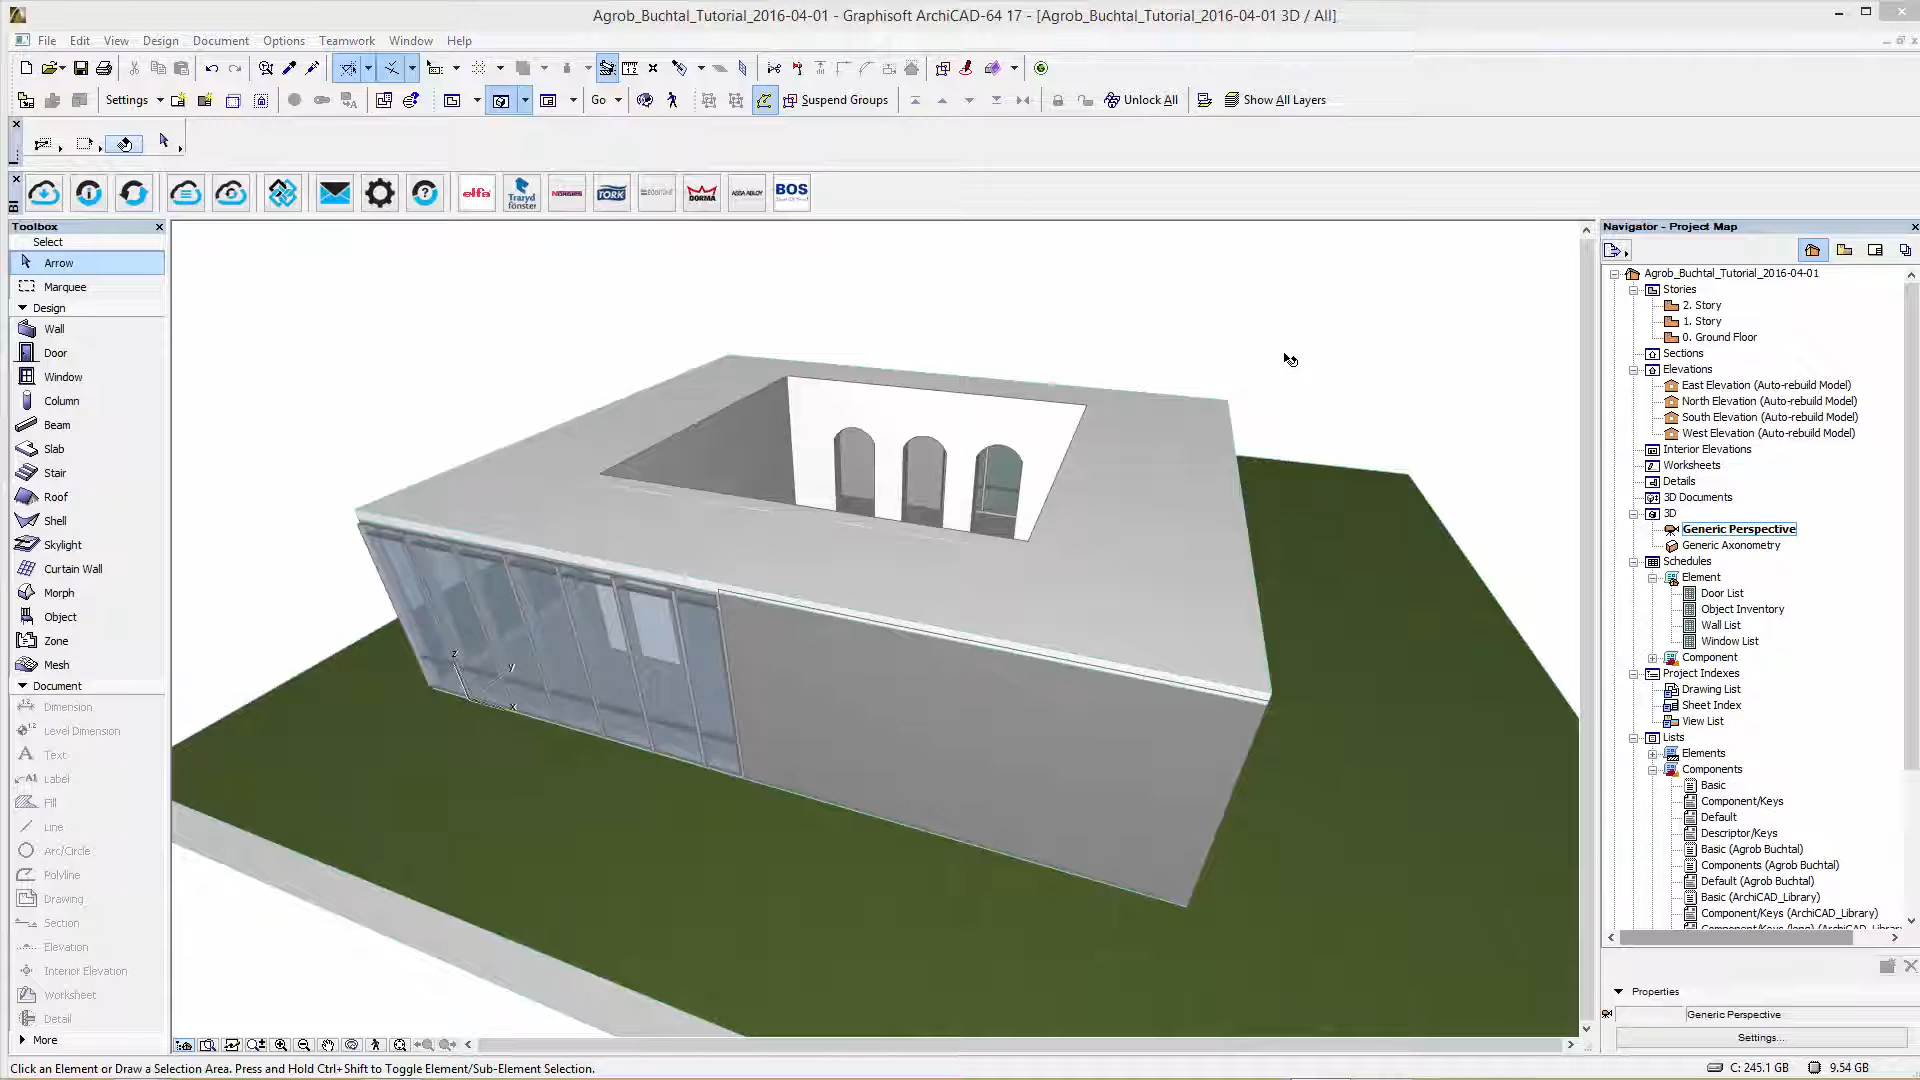 Agrob_Buchtal_Tutorial_2016-04-01 - Graphisoft ArchiCAD-64 17 - [Agrob_Buchtal_Tutorial_2016-04-01 3D / All]
File Edit View Design Document Options Teamwork Window Help
Settings Go Suspend Groups Unlock All Show All Layers
elfa Traryd fönster NORGIPS TORK DORMA ASSA ABLOY BOS
Toolbox
Select
Arrow
Marquee
Design
Wall
Door
Window
Column
Beam
Slab
Stair
Roof
Shell
Skylight
Curtain Wall
Morph
Object
Zone
Mesh
Document
Dimension
Level Dimension
Text
Label
Fill
Line
Arc/Circle
Polyline
Drawing
Section
Elevation
Interior Elevation
Worksheet
Detail
More
z
y
x
Navigator - Project Map
Agrob_Buchtal_Tutorial_2016-04-01
Stories
2. Story
1. Story
0. Ground Floor
Sections
Elevations
East Elevation (Auto-rebuild Model)
North Elevation (Auto-rebuild Model)
South Elevation (Auto-rebuild Model)
West Elevation (Auto-rebuild Model)
Interior Elevations
Worksheets
Details
3D Documents
3D
Generic Perspective
Generic Axonometry
Schedules
Element
Door List
Object Inventory
Wall List
Window List
Component
Project Indexes
Drawing List
Sheet Index
View List
Lists
Elements
Components
Basic
Component/Keys
Default
Descriptor/Keys
Basic (Agrob Buchtal)
Components (Agrob Buchtal)
Default (Agrob Buchtal)
Basic (ArchiCAD_Library)
Component/Keys (ArchiCAD_Library)
Properties
Generic Perspective
Settings...
Click an Element or Draw a Selection Area. Press and Hold Ctrl+Shift to Toggle Element/Sub-Element Selection.
C: 245.1 GB 9.54 GB